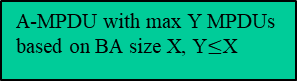 A-MPDU with max Y MPDUs
based on BA size X, Y≤X